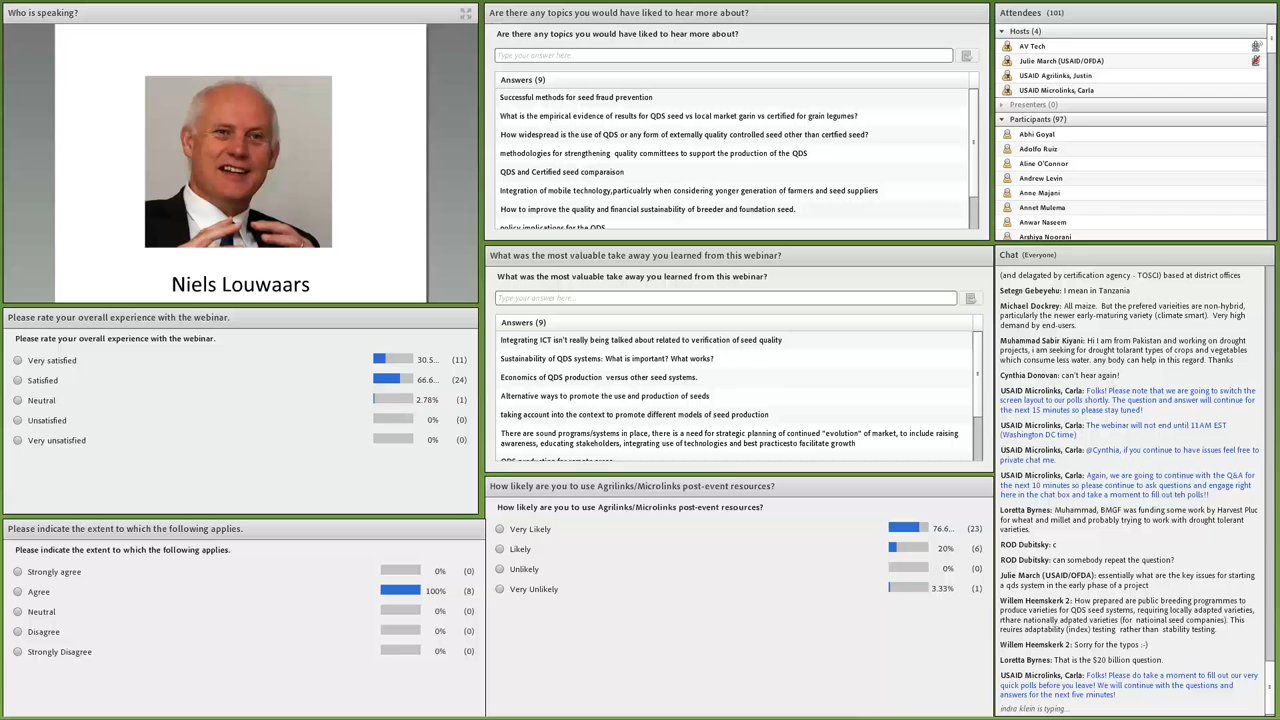 Who is speaking?
Niels Louwaars
Please rate your overall experience with the webinar.
Please rate your overall experience with the webinar.
Very satisfied 30.5... (11)
Satisfied 66.6... (24)
Neutral 2.78% (1)
Unsatisfied 0% (0)
Very unsatisfied 0% (0)
Please indicate the extent to which the following applies.
Please indicate the extent to which the following applies.
Strongly agree 0% (0)
Agree 100% (8)
Neutral 0% (0)
Disagree 0% (0)
Strongly Disagree 0% (0)
Are there any topics you would have liked to hear more about?
Are there any topics you would have liked to hear more about?
Type your answer here...
Answers (9)
Successful methods for seed fraud prevention
What is the empirical evidence of results for QDS seed vs local market garin vs certified for grain legumes?
How widespread is the use of QDS or any form of externally quality controlled seed other than certfied seed?
methodologies for strengthening quality committees to support the production of the QDS
QDS and Certified seed comparaison
Integration of mobile technology,particualrly when considering yonger generation of farmers and seed suppliers
How to improve the quality and financial sustainability of breeder and foundation seed.
policy implications for the QDS
What was the most valuable take away you learned from this webinar?
What was the most valuable take away you learned from this webinar?
Type your answer here...
Answers (9)
Integrating ICT isn't really being talked about related to verification of seed quality
Sustainability of QDS systems: What is important? What works?
Economics of QDS production versus other seed systems.
Alternative ways to promote the use and production of seeds
taking account into the context to promote different models of seed production
There are sound programs/systems in place, there is a need for strategic planning of continued "evolution" of market, to include raising
awareness, educating stakeholders, integrating use of technologies and best practicesto facilitate growth
QDS production for remote areas
How likely are you to use Agrilinks/Microlinks post-event resources?
How likely are you to use Agrilinks/Microlinks post-event resources?
Very Likely 76.6... (23)
Likely 20% (6)
Unlikely 0% (0)
Very Unlikely 3.33% (1)
Attendees (101)
Hosts (4)
AV Tech
Julie March (USAID/OFDA)
USAID Agrilinks, Justin
USAID Microlinks, Carla
Presenters (0)
Participants (97)
Abhi Goyal
Adolfo Ruiz
Aline O'Connor
Andrew Levin
Anne Majani
Annet Mulema
Anwar Naseem
Arshiya Noorani
Chat (Everyone)
(and delegated by certification agency - TOSCI) based at district offices
Setegn Gebeyehu: I mean in Tanzania
Michael Dockrey: All maize. But the prefered varieities are non-hybrid,
particularly the newer early-maturing variety (climate smart). Very high
demand by end-users.
Muhammad Sabir Kiyani: Hi I am from Pakistan and working on drough
projects, i am seeking for drought tolarant types of crops and vegetables
which consume less water. any body can help in this regard. Thanks
Cynthia Donovan: can't hear again!
USAID Microlinks, Carla: Folks! Please note that we are going to switch the
screen layout to our polls shortly. The question and answer will continue for
the next 15 minutes so please stay tuned!
USAID Microlinks, Carla: The webinar will not end until 11AM EST
(Washington DC time)
USAID Microlinks, Carla: @Cynthia, if you continue to have issues feel free to
private chat me.
USAID Microlinks, Carla: Again, we are going to continue with the Q&A for
the next 10 minutes so please continue to ask questions and engage right
here in the chat box and take a moment to fill out teh polls!!
Loretta Byrnes: Muhammad, BMGF was funding some work by Harvest Pluc
for wheat and millet and probably trying to work with drought tolerant
varieties.
ROD Dubitsky: c
ROD Dubitsky: can somebody repeat the question?
Julie March (USAID/OFDA): essentially what are the key issues for starting
a qds system in the early phase of a project
Willem Heemskerk 2: How prepared are public breeding programmes to
produce varieties for QDS seed systems, requiring locally adapted varieties,
rthare nationally adpated varieties (for natioinal seed companies). This
reuires adaptability (index) testing rather than stability testing.
Willem Heemskerk 2: Sorry for the typos :-)
Loretta Byrnes: That is the $20 billion question.
USAID Microlinks, Carla: Folks! Please do take a moment to fill out our very
quick polls before you leave! We will continue with the questions and
answers for the next five minutes!
indra klein is typing...